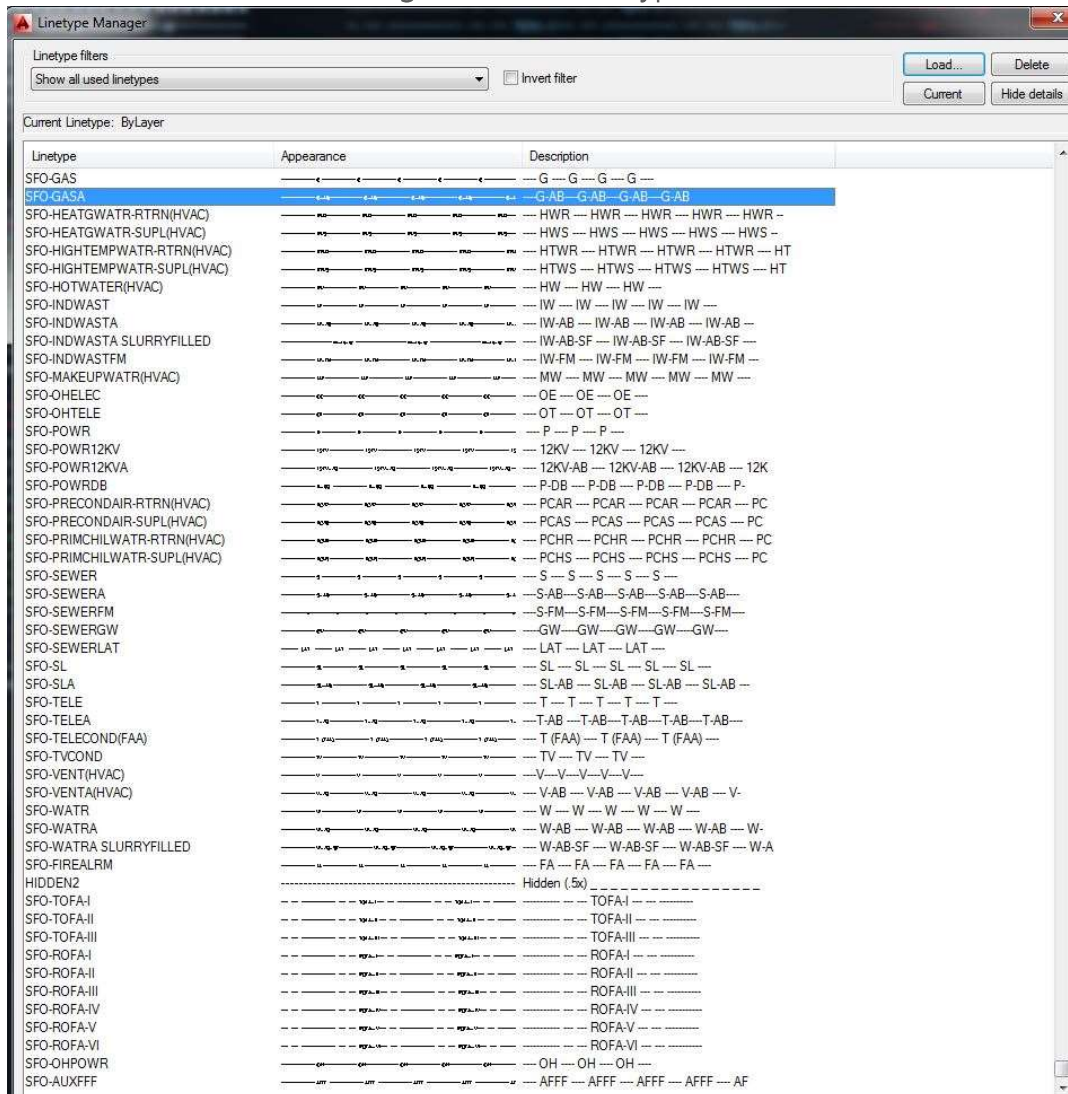 Linetype Manager
Linetype filters
Show all used linetypes
Invert filter
Load... Delete
Current Hide details
Current Linetype: ByLayer
Linetype Appearance Description
SFO-GAS ---- G ---- G ---- G ---- G ----
SFO-GASA ----G-AB----G-AB----G-AB----G-AB
SFO-HEATGWATR-RTRN(HVAC) ---- HWR ---- HWR ---- HWR ---- HWR ---- HWR --
SFO-HEATGWATR-SUPL(HVAC) ---- HWS ---- HWS ---- HWS ---- HWS ---- HWS --
SFO-HIGHTEMPWATR-RTRN(HVAC) ---- HTWR ---- HTWR ---- HTWR ---- HTWR ---- HT
SFO-HIGHTEMPWATR-SUPL(HVAC) ---- HTWS ---- HTWS ---- HTWS ---- HTWS ---- HT
SFO-HOTWATER(HVAC) ---- HW ---- HW ---- HW ----
SFO-INDWAST ---- IW ---- IW ---- IW ---- IW ---- IW ----
SFO-INDWASTA ---- IW-AB ---- IW-AB ---- IW-AB ---- IW-AB ---
SFO-INDWASTA SLURRYFILLED ---- IW-AB-SF ---- IW-AB-SF ---- IW-AB-SF ----
SFO-INDWASTFM ---- IW-FM ---- IW-FM ---- IW-FM ---- IW-FM ---
SFO-MAKEUPWATR(HVAC) ---- MW ---- MW ---- MW ---- MW ---- MW ----
SFO-OHELEC ---- OE ---- OE ---- OE ----
SFO-OHTELE ---- OT ---- OT ---- OT ----
SFO-POWR ---- P ---- P ---- P ----
SFO-POWR12KV ---- 12KV ---- 12KV ---- 12KV ----
SFO-POWR12KVA ---- 12KV-AB ---- 12KV-AB ---- 12KV-AB ---- 12K
SFO-POWRDB ---- P-DB ---- P-DB ---- P-DB ---- P-DB ---- P-
SFO-PRECONDAIR-RTRN(HVAC) ---- PCAR ---- PCAR ---- PCAR ---- PCAR ---- PC
SFO-PRECONDAIR-SUPL(HVAC) ---- PCAS ---- PCAS ---- PCAS ---- PCAS ---- PC
SFO-PRIMCHILWATR-RTRN(HVAC) ---- PCHR ---- PCHR ---- PCHR ---- PCHR ---- PC
SFO-PRIMCHILWATR-SUPL(HVAC) ---- PCHS ---- PCHS ---- PCHS ---- PCHS ---- PC
SFO-SEWER ---- S ---- S ---- S ---- S ---- S ----
SFO-SEWERA ----S-AB----S-AB----S-AB----S-AB----S-AB----
SFO-SEWERFM ----S-FM----S-FM----S-FM----S-FM----S-FM----
SFO-SEWERGW ----GW----GW----GW----GW----GW----
SFO-SEWERLAT ---- LAT ---- LAT ---- LAT ----
SFO-SL ---- SL ---- SL ---- SL ---- SL ---- SL ----
SFO-SLA ---- SL-AB ---- SL-AB ---- SL-AB ---- SL-AB ---
SFO-TELE ---- T ---- T ---- T ---- T ---- T ----
SFO-TELEA ----T-AB ----T-AB----T-AB----T-AB----T-AB----
SFO-TELECOND(FAA) ---- T (FAA) ---- T (FAA) ---- T (FAA) ----
SFO-TVCOND ---- TV ---- TV ---- TV ----
SFO-VENT(HVAC) ----V----V----V----V----V----
SFO-VENTA(HVAC) ---- V-AB ---- V-AB ---- V-AB ---- V-AB ---- V-
SFO-WATR ---- W ---- W ---- W ---- W ---- W ----
SFO-WATRA ---- W-AB ---- W-AB ---- W-AB ---- W-AB ---- W-
SFO-WATRA SLURRYFILLED ---- W-AB-SF ---- W-AB-SF ---- W-AB-SF ---- W-A
SFO-FIREALRM ---- FA ---- FA ---- FA ---- FA ---- FA ----
HIDDEN2 Hidden (.5x) _ _ _ _ _ _ _ _ _ _ _ _ _ _ _ _ _
SFO-TOFA-I ---------- --- --- TOFA-I --- --- ----------
SFO-TOFA-II ---------- --- --- TOFA-II --- --- ----------
SFO-TOFA-III ---------- --- --- TOFA-III --- --- ----------
SFO-ROFA-I ---------- --- --- ROFA-I --- --- ----------
SFO-ROFA-II ---------- --- --- ROFA-II --- --- ----------
SFO-ROFA-III ---------- --- --- ROFA-III --- --- ----------
SFO-ROFA-IV ---------- --- --- ROFA-IV --- --- ----------
SFO-ROFA-V ---------- --- --- ROFA-V --- --- ----------
SFO-ROFA-VI ---------- --- --- ROFA-VI --- --- ----------
SFO-OHPOWR ---- OH ---- OH ---- OH ----
SFO-AUXFFF ---- AFFF ---- AFFF ---- AFFF ---- AFFF ---- AF